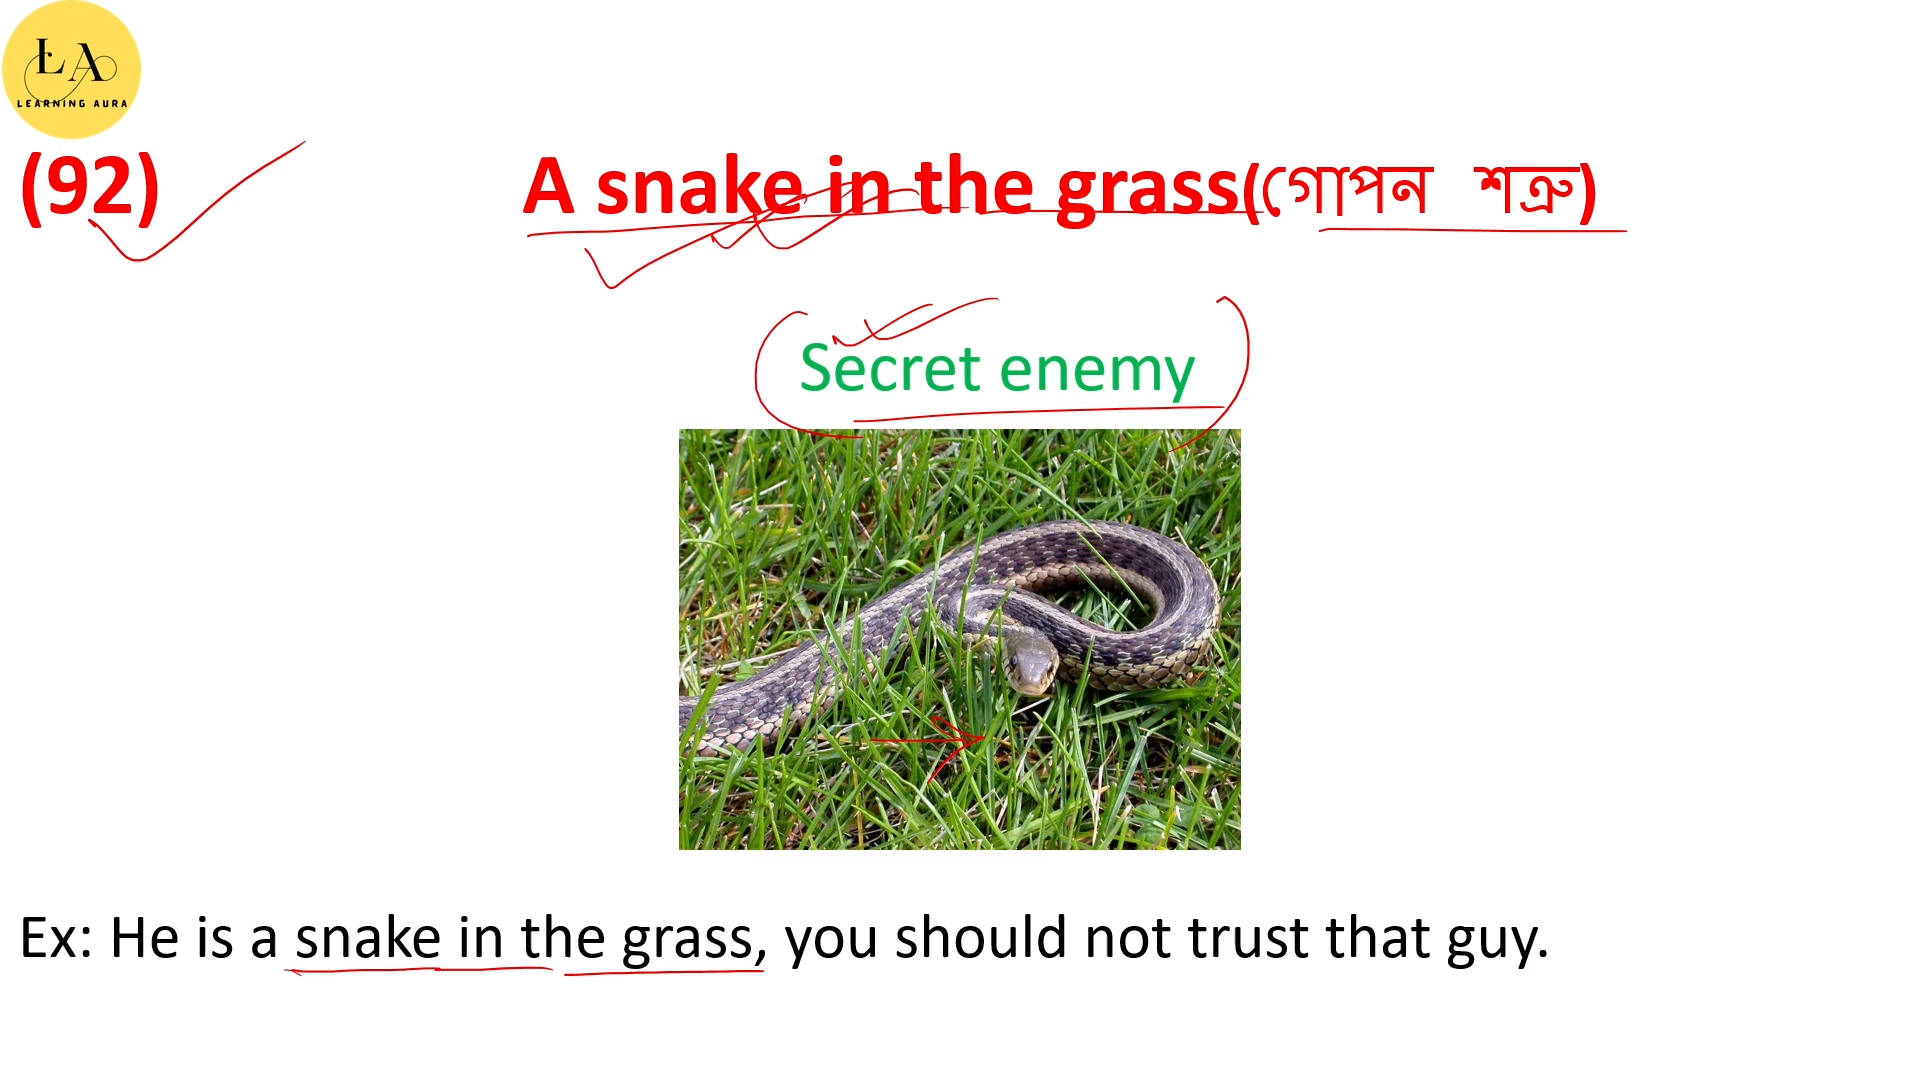 LA
LEARNING AURA
(92) A snake in the grass(গোপন শত্রু)
Secret enemy
Ex: He is a snake in the grass, you should not trust that guy.